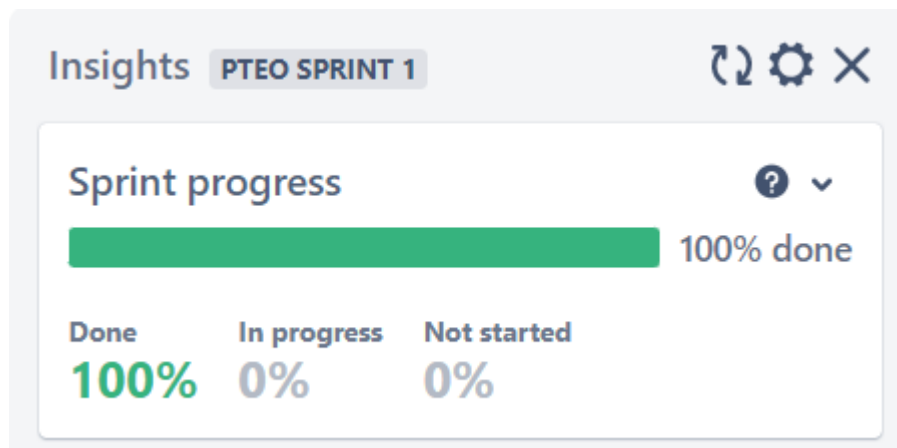 Insights PTEO SPRINT 1
Sprint progress
100% done
Done In progress Not started
100% 0% 0%